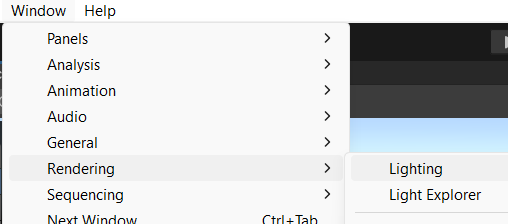 Window Help
Panels
Analysis
Animation
Audio
General
Rendering
Lighting
Sequencing
Light Explorer
Next Window Ctrl+Tab